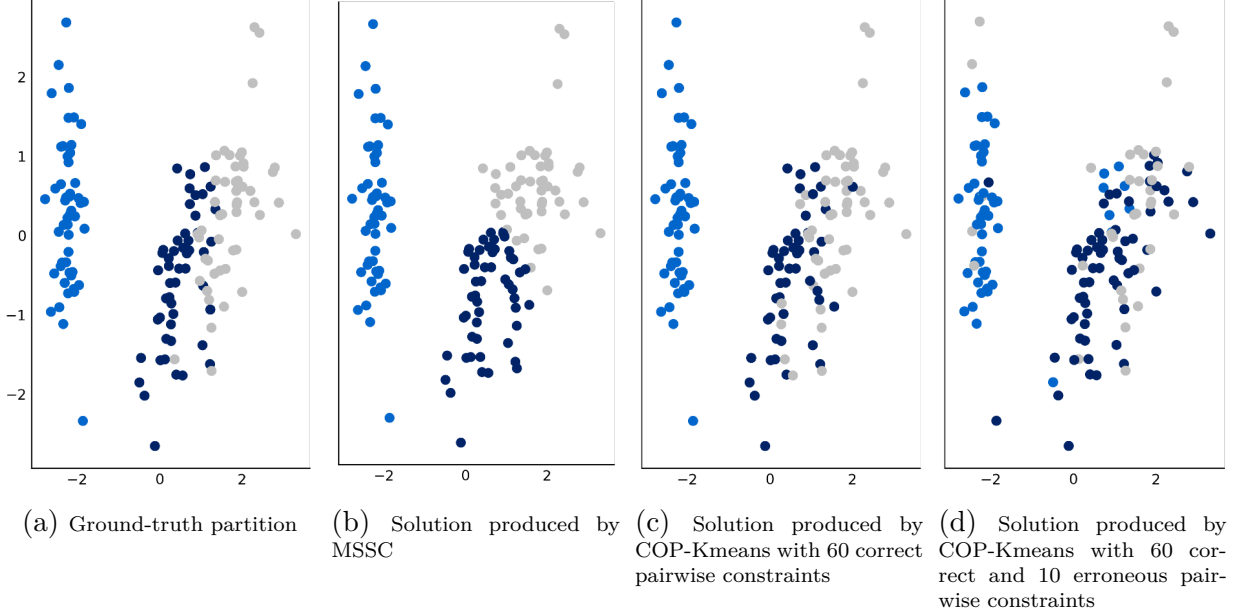 2
1
0
−1
−2
−2 0 2
−2 0 2
−2 0 2
−2 0 2
(a) Ground-truth partition
(b) Solution produced by
MSSC
(c) Solution produced by
COP-Kmeans with 60 correct
pairwise constraints
(d) Solution produced by
COP-Kmeans with 60 cor-
rect and 10 erroneous pair-
wise constraints